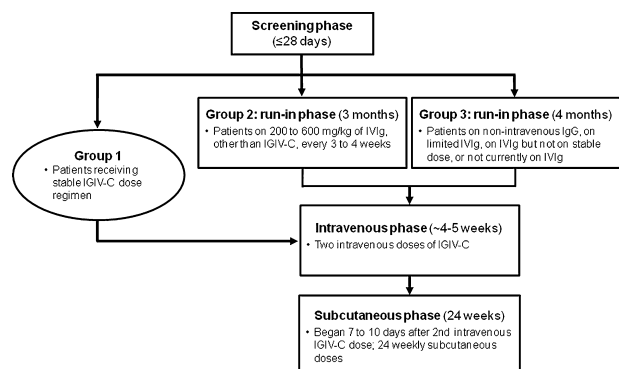 Screening phase
(≤28 days)
Group 2: run-in phase (3 months)
• Patients on 200 to 600 mg/kg of IVIg,
other than IGIV-C, every 3 to 4 weeks
Group 3: run-in phase (4 months)
• Patients on non-intravenous IgG, on
limited IVIg, on IVIg but not on stable
dose, or not currently on IVIg
Group 1
• Patients receiving
stable IGIV-C dose
regimen
Intravenous phase (~4-5 weeks)
• Two intravenous doses of IGIV-C
Subcutaneous phase (24 weeks)
• Began 7 to 10 days after 2nd intravenous
IGIV-C dose; 24 weekly subcutaneous
doses